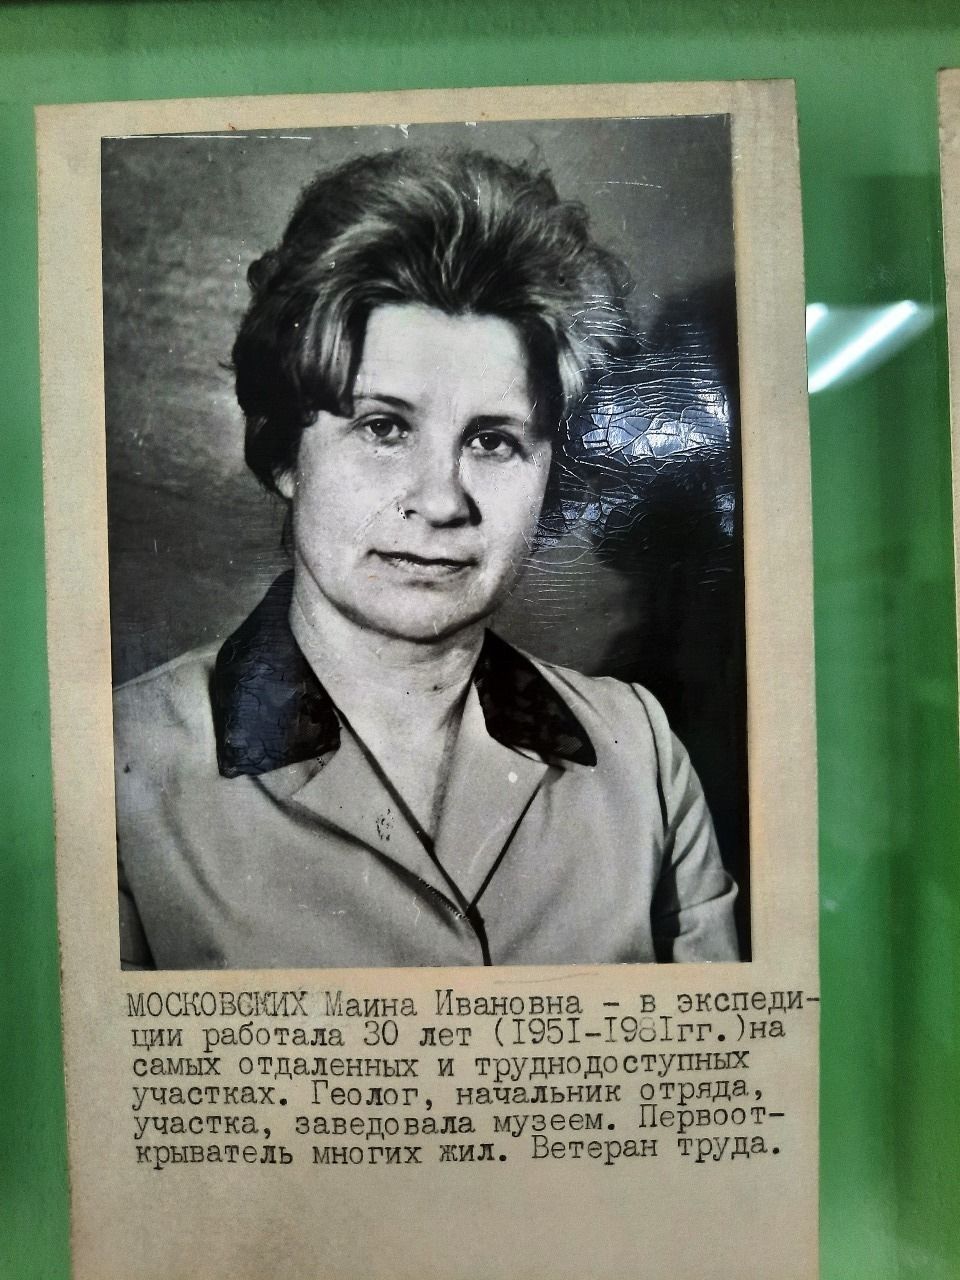 МОСКОВСКИХ Маина Ивановна - в экспеди-
ции работала 30 лет (1951-1981гг.)на
самых отдаленных и труднодоступных
участках. Геолог, начальник отряда,
участка, заведовала музеем. Первоот-
крыватель многих жил. Ветеран труда.